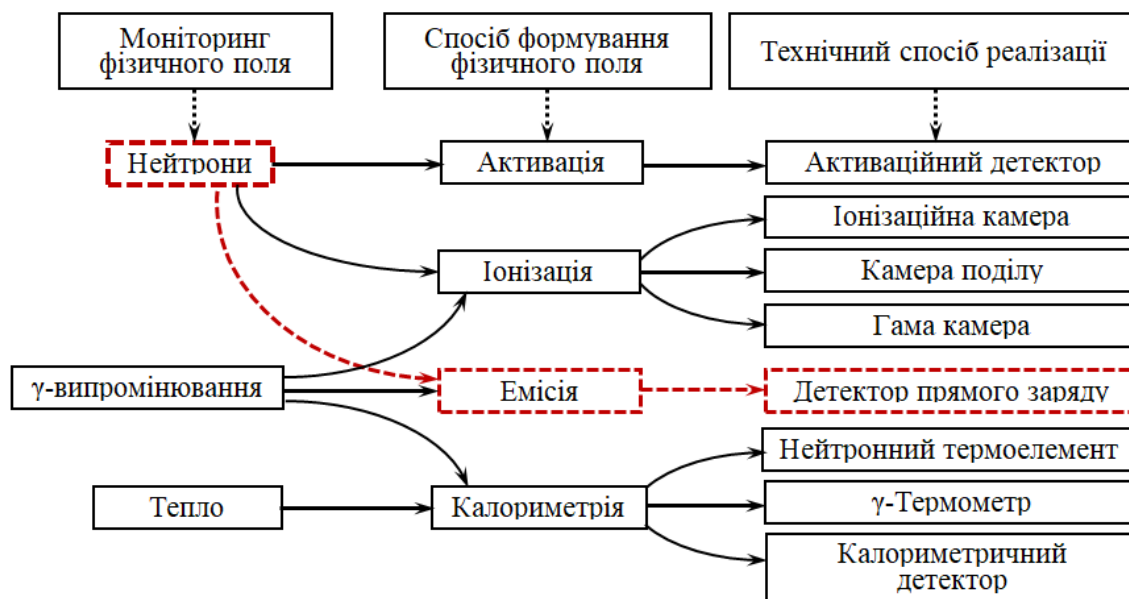 Моніторинг
фізичного поля
Спосіб формування
фізичного поля
Технічний спосіб реалізації
Нейтрони
Активація
Активаційний детектор
Іонізаційна камера
Іонізація
Камера поділу
Гама камера
γ-випромінювання
Емісія
Детектор прямого заряду
Нейтронний термоелемент
Тепло
Калориметрія
γ-Термометр
Калориметричний
детектор